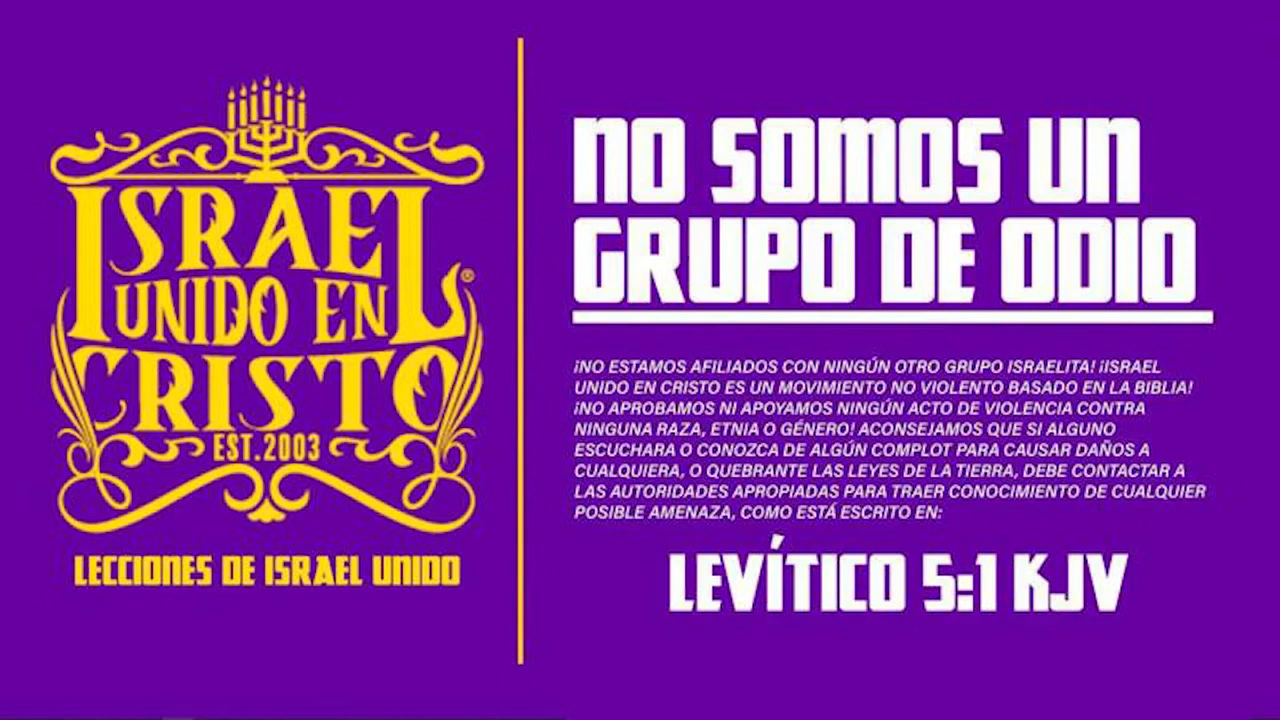 ISRAEL
UNIDO EN
CRISTO
EST. 2003
LECCIONES DE ISRAEL UNIDO
NO SOMOS UN
GRUPO DE ODIO
¡NO ESTAMOS AFILIADOS CON NINGÚN OTRO GRUPO ISRAELITA! ¡ISRAEL
UNIDO EN CRISTO ES UN MOVIMIENTO NO VIOLENTO BASADO EN LA BIBLIA!
¡NO APROBAMOS NI APOYAMOS NINGÚN ACTO DE VIOLENCIA CONTRA
NINGUNA RAZA, ETNIA O GÉNERO! ACONSEJAMOS QUE SI ALGUNO
ESCUCHARA O CONOZCA DE ALGÚN COMPLOT PARA CAUSAR DAÑOS A
CUALQUIERA, O QUEBRANTE LAS LEYES DE LA TIERRA, DEBE CONTACTAR A
LAS AUTORIDADES APROPIADAS PARA TRAER CONOCIMIENTO DE CUALQUIER
POSIBLE AMENAZA, COMO ESTÁ ESCRITO EN:
LEVÍTICO 5:1 KJV